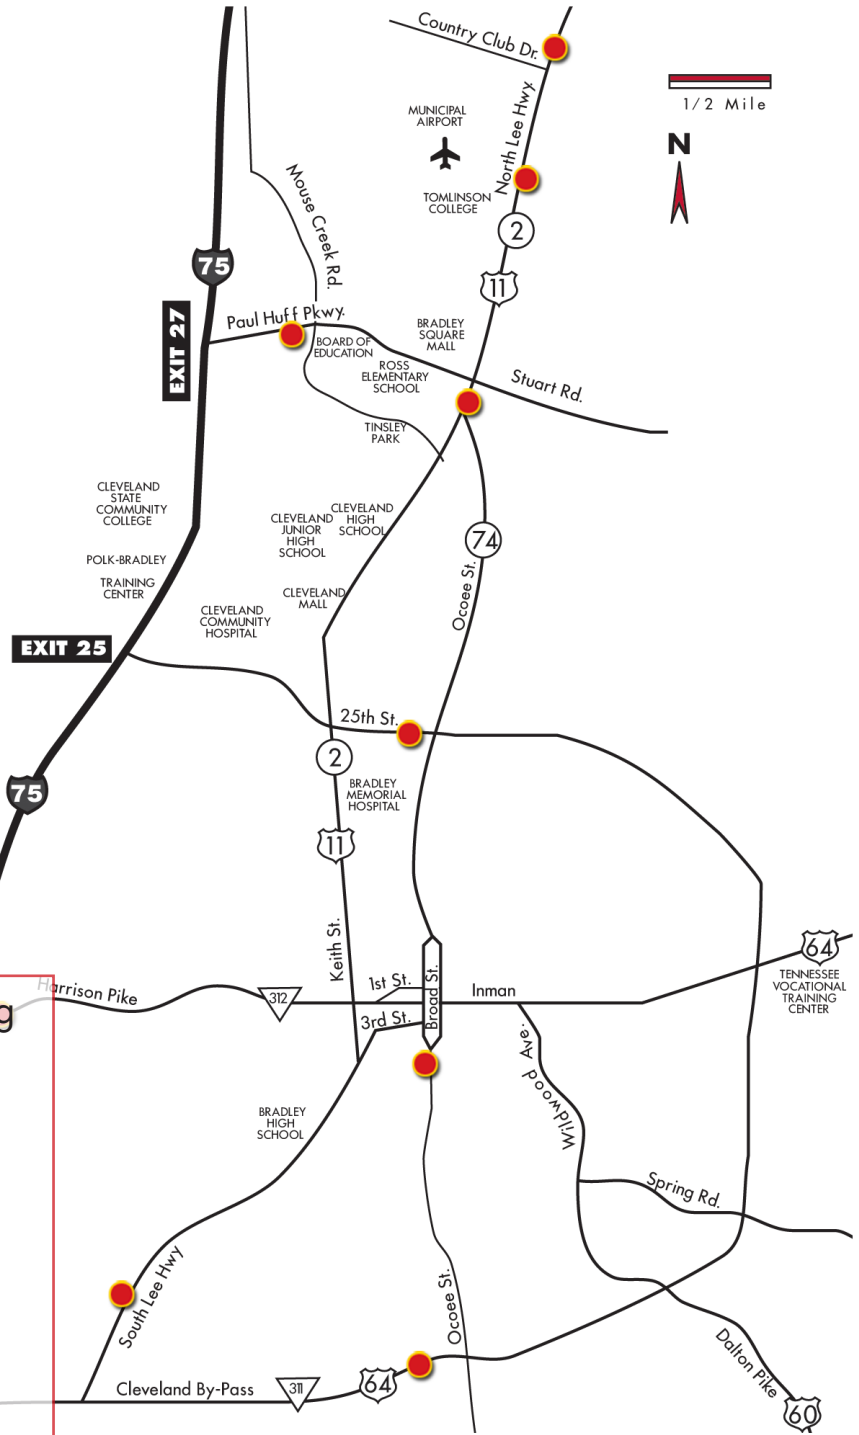 Country Club Dr.
1/2 Mile
North Lee Hwy.
MUNICIPAL
AIRPORT
N
TOMLINSON
COLLEGE
Mouse Creek Rd.
2
75
11
EXIT 27
Paul Huff Pkwy.
BRADLEY
SQUARE
MALL
BOARD OF
EDUCATION
ROSS
ELEMENTARY
SCHOOL
Stuart Rd.
TINSLEY
PARK
CLEVELAND
STATE
COMMUNITY
COLLEGE
CLEVELAND
HIGH
SCHOOL
CLEVELAND
JUNIOR
HIGH
SCHOOL
74
POLK-BRADLEY
TRAINING
CENTER
CLEVELAND
MALL
Ocoee St.
CLEVELAND
COMMUNITY
HOSPITAL
EXIT 25
25th St.
2
75
BRADLEY
MEMORIAL
HOSPITAL
11
Keith St.
64
TENNESSEE
VOCATIONAL
TRAINING
CENTER
1st St.
Broad St.
Inman
Harrison Pike
312
g
3rd St.
Wildwood Ave.
BRADLEY
HIGH
SCHOOL
Spring Rd.
South Lee Hwy
Ocoee St.
Dalton Pike
Cleveland By-Pass
311
64
60